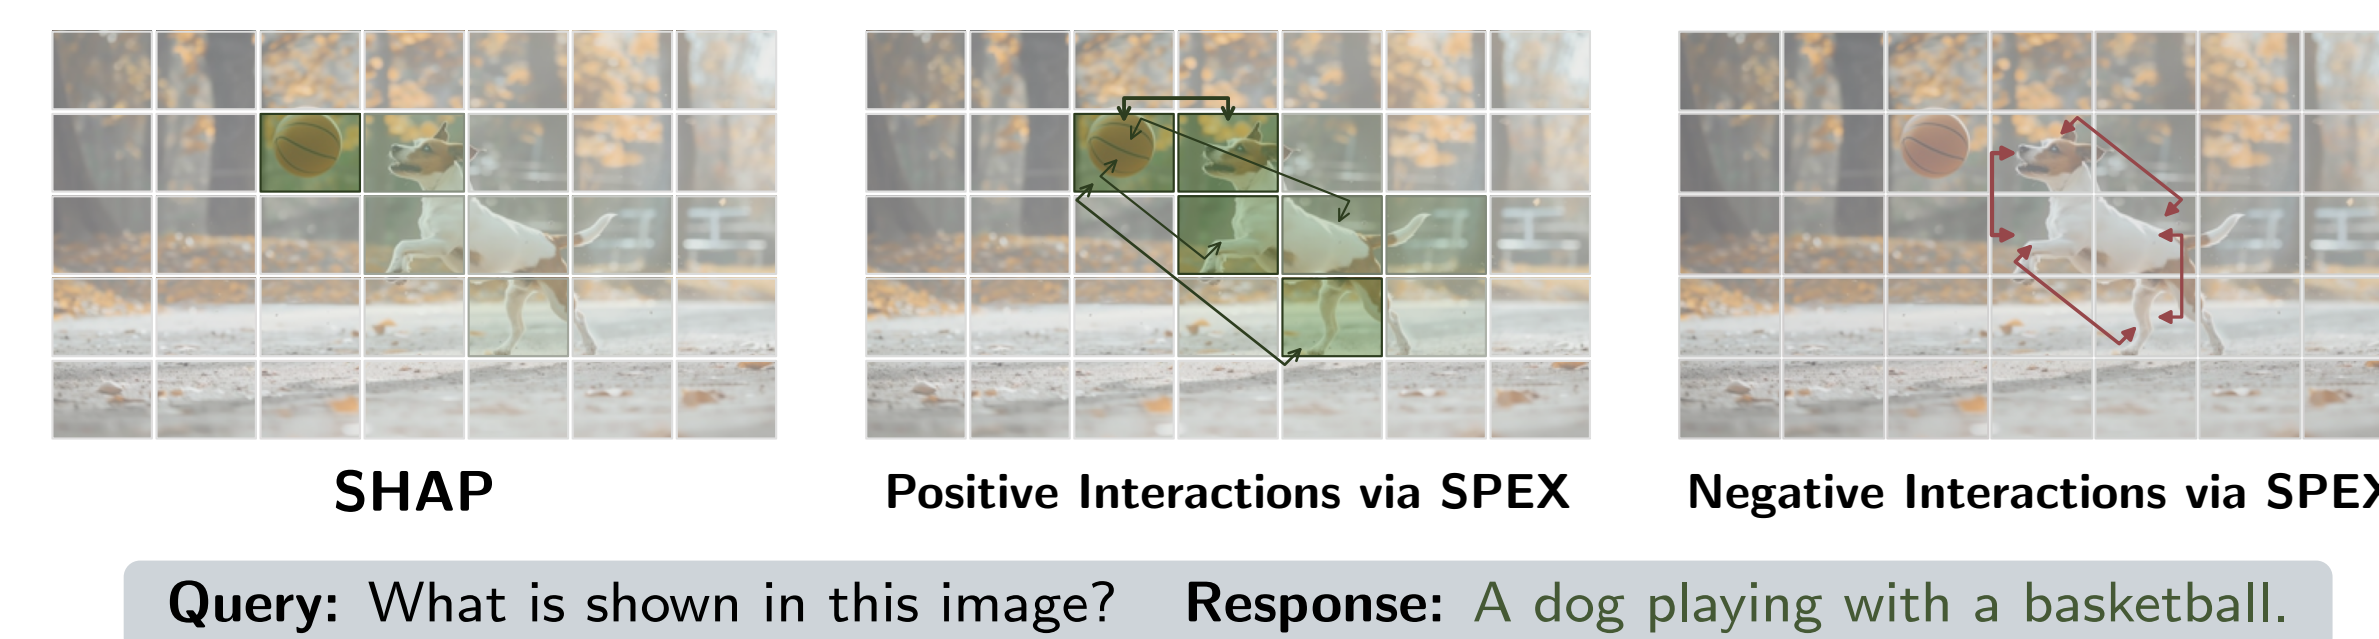 SHAP
Positive Interactions via SPEX
Negative Interactions via SPEX
Query: What is shown in this image? Response: A dog playing with a basketball.